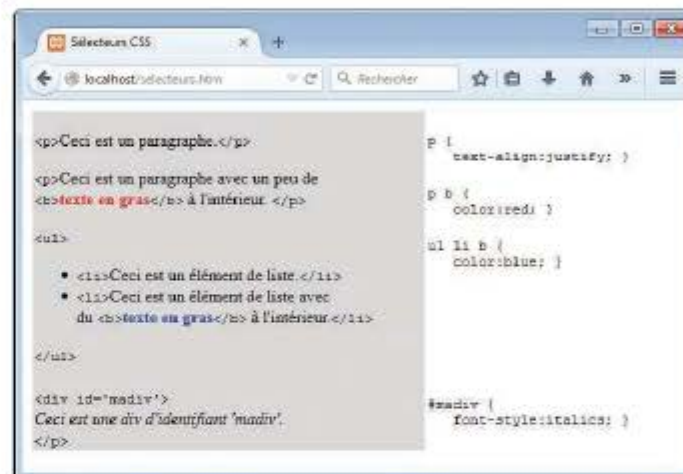 Sélecteurs CSS
localhost/selecteurs.htm
Rechercher
<p>Ceci est un paragraphe.</p>
p {
text-align:justify; }
<p>Ceci est un paragraphe avec un peu de
<b>texte en gras</b> à l'intérieur. </p>
p b {
color:red; }
<ul>
ul li b {
color:blue; }
• <li>Ceci est un élément de liste.</li>
• <li>Ceci est un élément de liste avec
du <b>texte en gras</b> à l'intérieur.</li>
</ul>
<div id='madiv'>
Ceci est une div d'identifiant 'madiv'.
</p>
#madiv {
font-style:italics; }